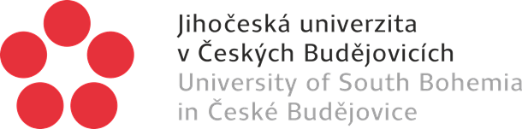 Jihočeská univerzita
v Českých Budějovicích
University of South Bohemia
in České Budějovice